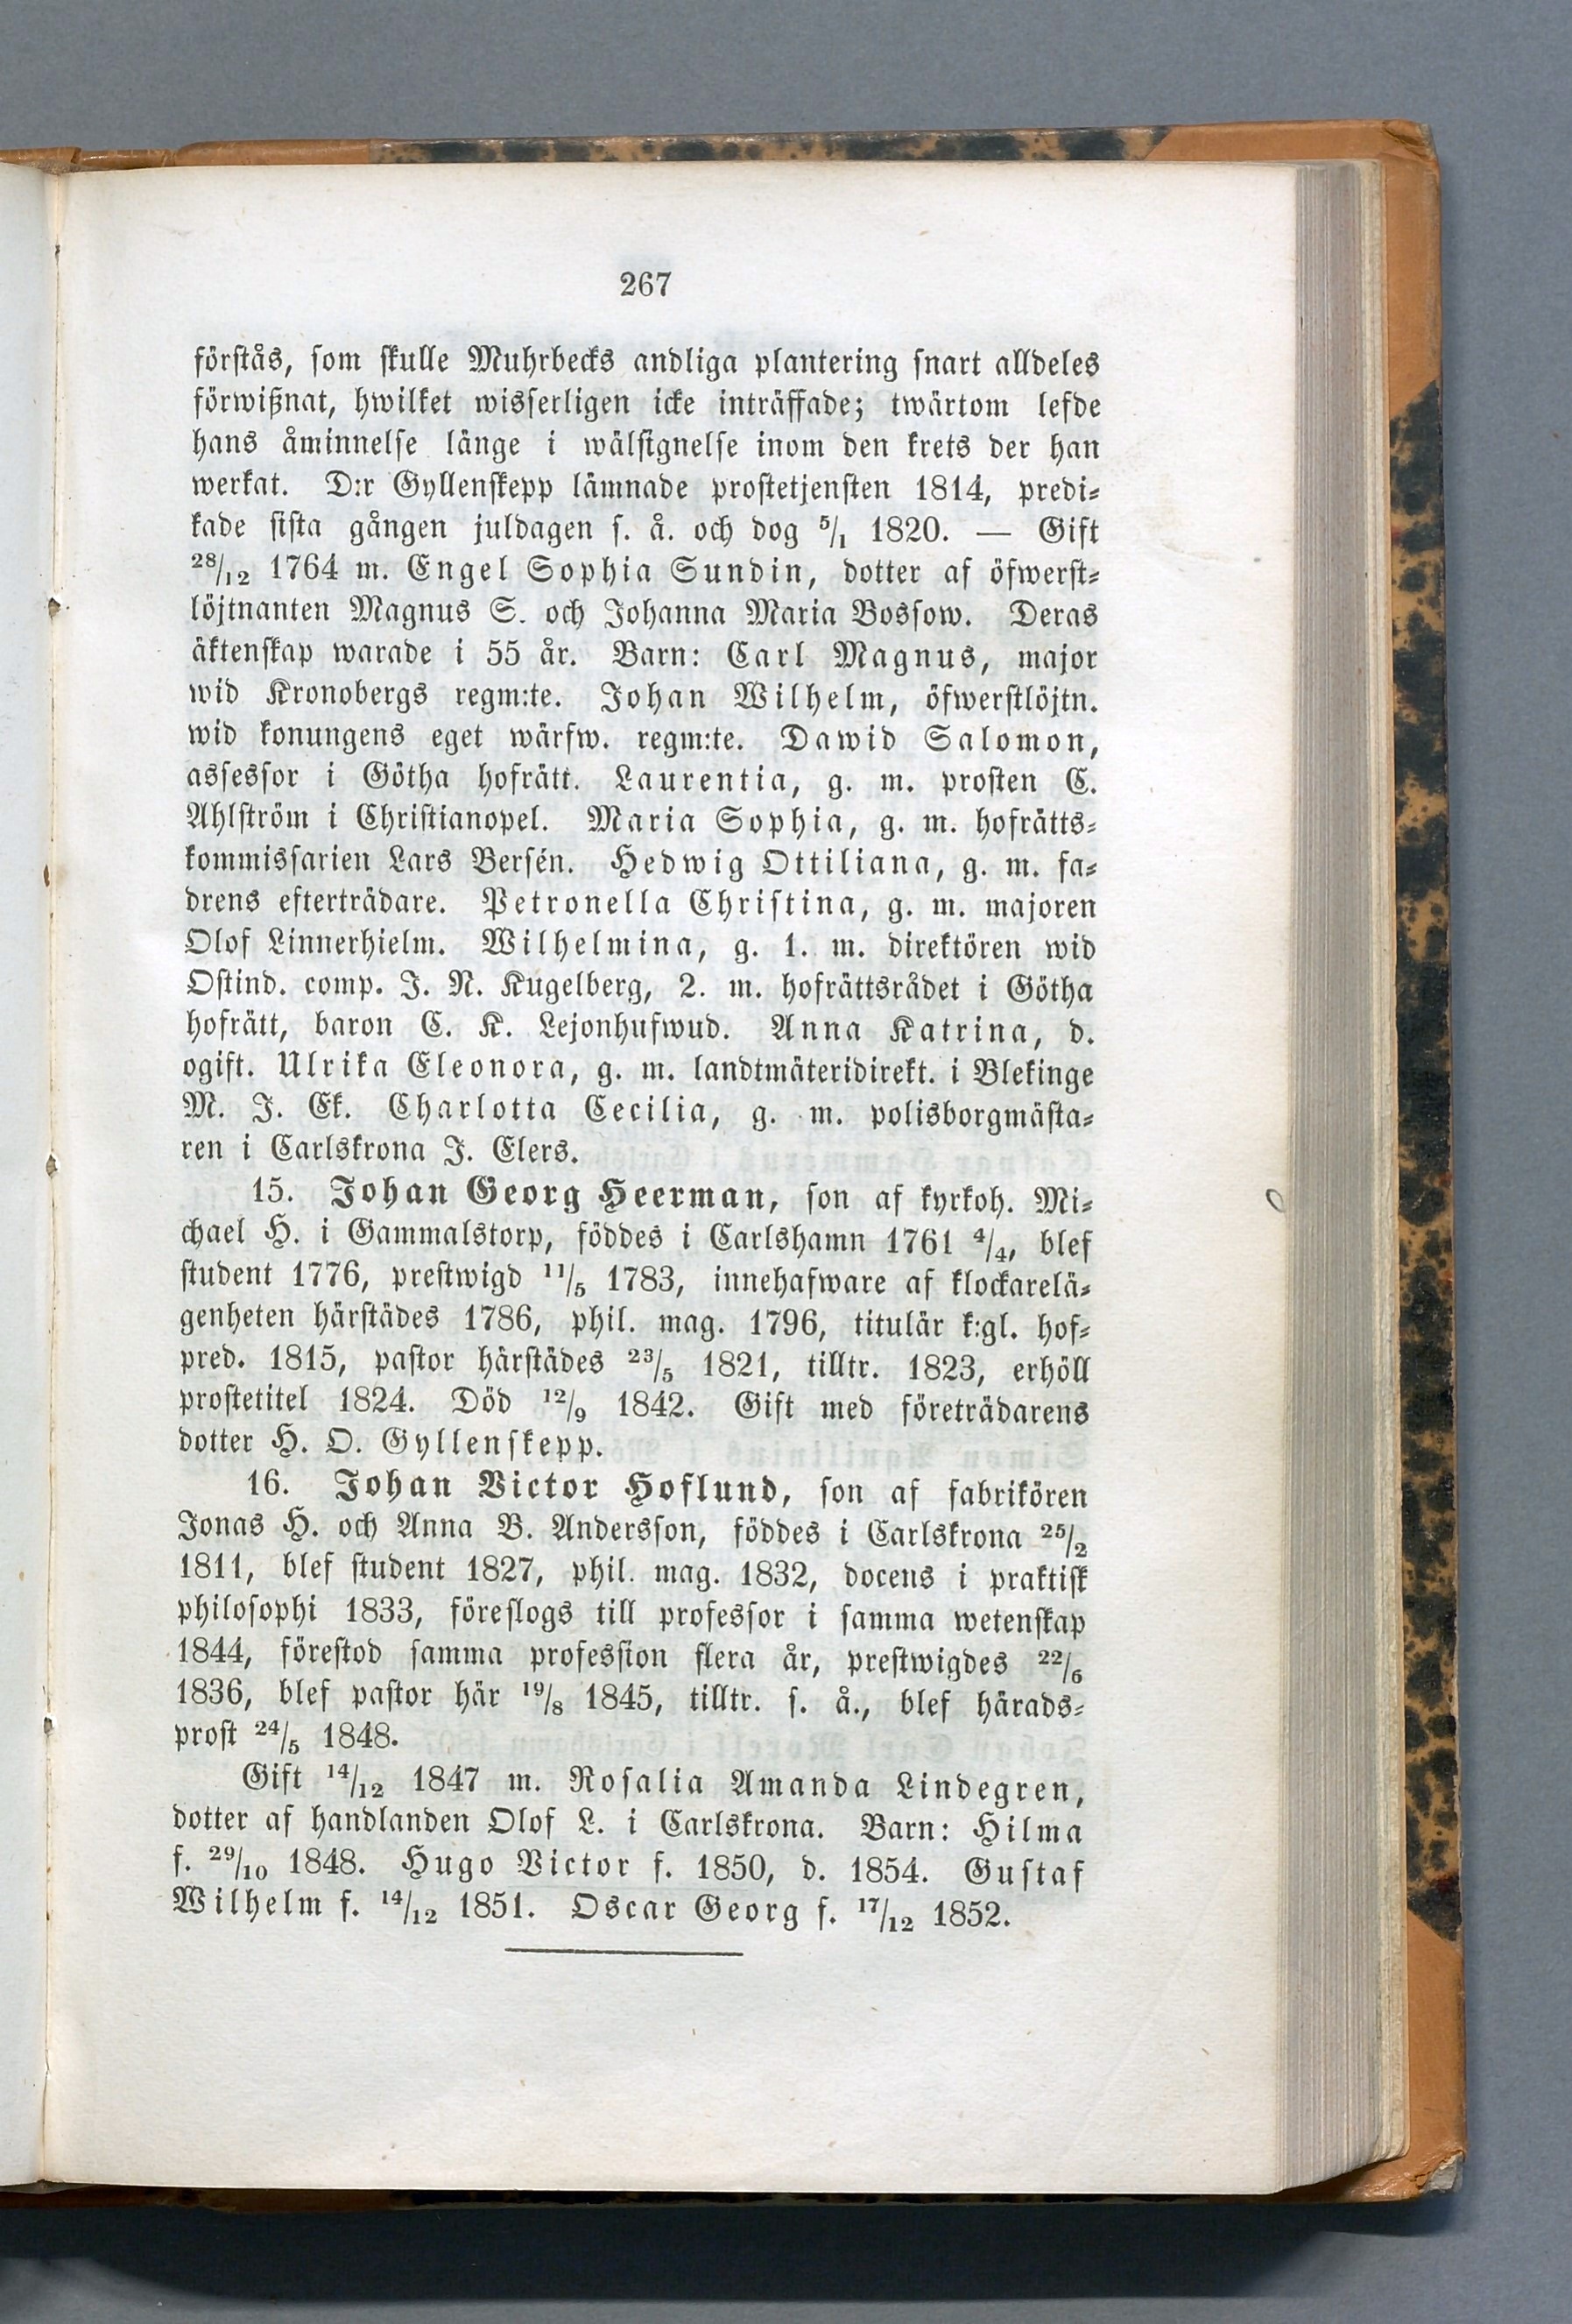 267
förstås, som skulle Muhrbecks andliga plantering snart alldeles
förwißnat, hwilket wisserligen icke inträffade; twärtom lefde
hans åminnelse länge i wälsignelse inom den krets der han
werkat. D:r Gyllenskepp lämnade prostetjensten 1814, predi-
kade sista gången juldagen s. å. och dog 5/1 1820. — Gift
28/12 1764 m. Engel Sophia Sundin, dotter af öfwerst-
löjtnanten Magnus S. och Johanna Maria Bossow. Deras
äktenskap warade i 55 år. Barn: Carl Magnus, major
wid Kronobergs regm:te. Johan Wilhelm, öfwerstlöjtn.
wid konungens eget wärfw. regm:te. Dawid Salomon,
assessor i Götha hofrätt. Laurentia, g. m. prosten C.
Ahlström i Christianopel. Maria Sophia, g. m. hofrätts-
kommissarien Lars Bersén. Hedwig Ottiliana, g. m. fa-
drens efterträdare. Petronella Christina, g. m. majoren
Olof Linnerhielm. Wilhelmina, g. 1. m. direktören wid
Ostind. comp. J. N. Kugelberg, 2. m. hofrättsrådet i Götha
hofrätt, baron C. K. Lejonhufwud. Anna Katrina, d.
ogift. Ulrika Eleonora, g. m. landtmäteridirekt. i Blekinge
M. J. Ek. Charlotta Cecilia, g. m. polisborgmästa-
ren i Carlskrona J. Elers.
15. Johan Georg Heerman, son af kyrkoh. Mi-
chael H. i Gammalstorp, föddes i Carlshamn 1761 4/4, blef
student 1776, prestwigd 11/5 1783, innehafware af klockarelä-
genheten härstädes 1786, phil. mag. 1796, titulär k:gl. hof-
pred. 1815, pastor härstädes 23/5 1821, tilltr. 1823, erhöll
prostetitel 1824. Död 12/9 1842. Gift med företrädarens
dotter H. O. Gyllenskepp.
16. Johan Victor Hoflund, son af fabrikören
Jonas H. och Anna B. Andersson, föddes i Carlskrona 25/2
1811, blef student 1827, phil. mag. 1832, docens i praktisk
philosophi 1833, föreslogs till professor i samma wetenskap
1844, förestod samma profession flera år, prestwigdes 22/6
1836, blef pastor här 19/8 1845, tilltr. s. å., blef härads-
prost 24/5 1848.
Gift 14/12 1847 m. Rosalia Amanda Lindegren,
dotter af handlanden Olof L. i Carlskrona. Barn: Hilma
f. 29/10 1848. Hugo Victor f. 1850, d. 1854. Gustaf
Wilhelm f. 14/12 1851. Oscar Georg f. 17/12 1852.